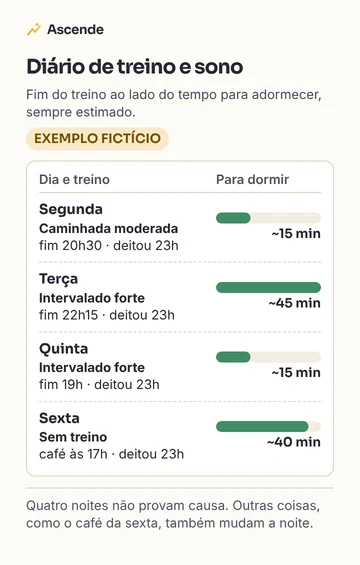 Ascende
Diário de treino e sono
Fim do treino ao lado do tempo para adormecer,
sempre estimado.
EXEMPLO FICTÍCIO
Dia e treino
Para dormir
Segunda
Caminhada moderada
fim 20h30 · deitou 23h
~15 min
Terça
Intervalado forte
fim 22h15 · deitou 23h
~45 min
Quinta
Intervalado forte
fim 19h · deitou 23h
~15 min
Sexta
Sem treino
café às 17h · deitou 23h
~40 min
Quatro noites não provam causa. Outras coisas,
como o café da sexta, também mudam a noite.